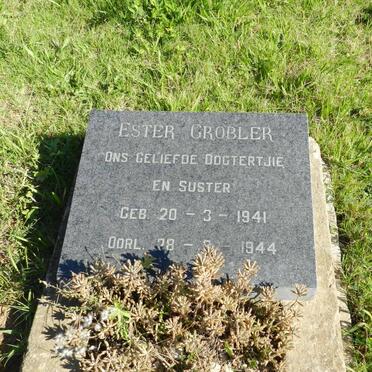 ESTER GROBLER
ONS GELIEFDE DOGTERTJIE
EN SUSTER
GEB. 20 - 3 - 1941
OORL. 28 - - 1944